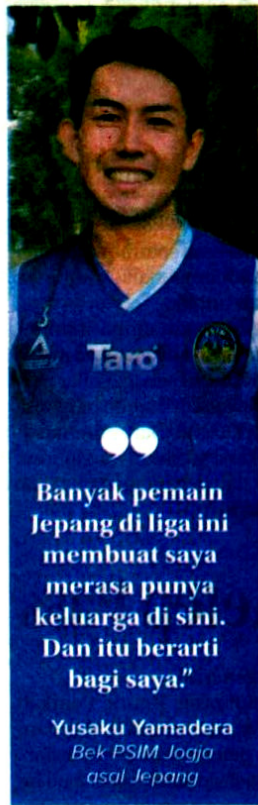 Taro
PSIM
Banyak pemain
Jepang di liga ini
membuat saya
merasa punya
keluarga di sini.
Dan itu berarti
bagi saya.”
Yusaku Yamadera
Bek PSIM Jogja
asal Jepang